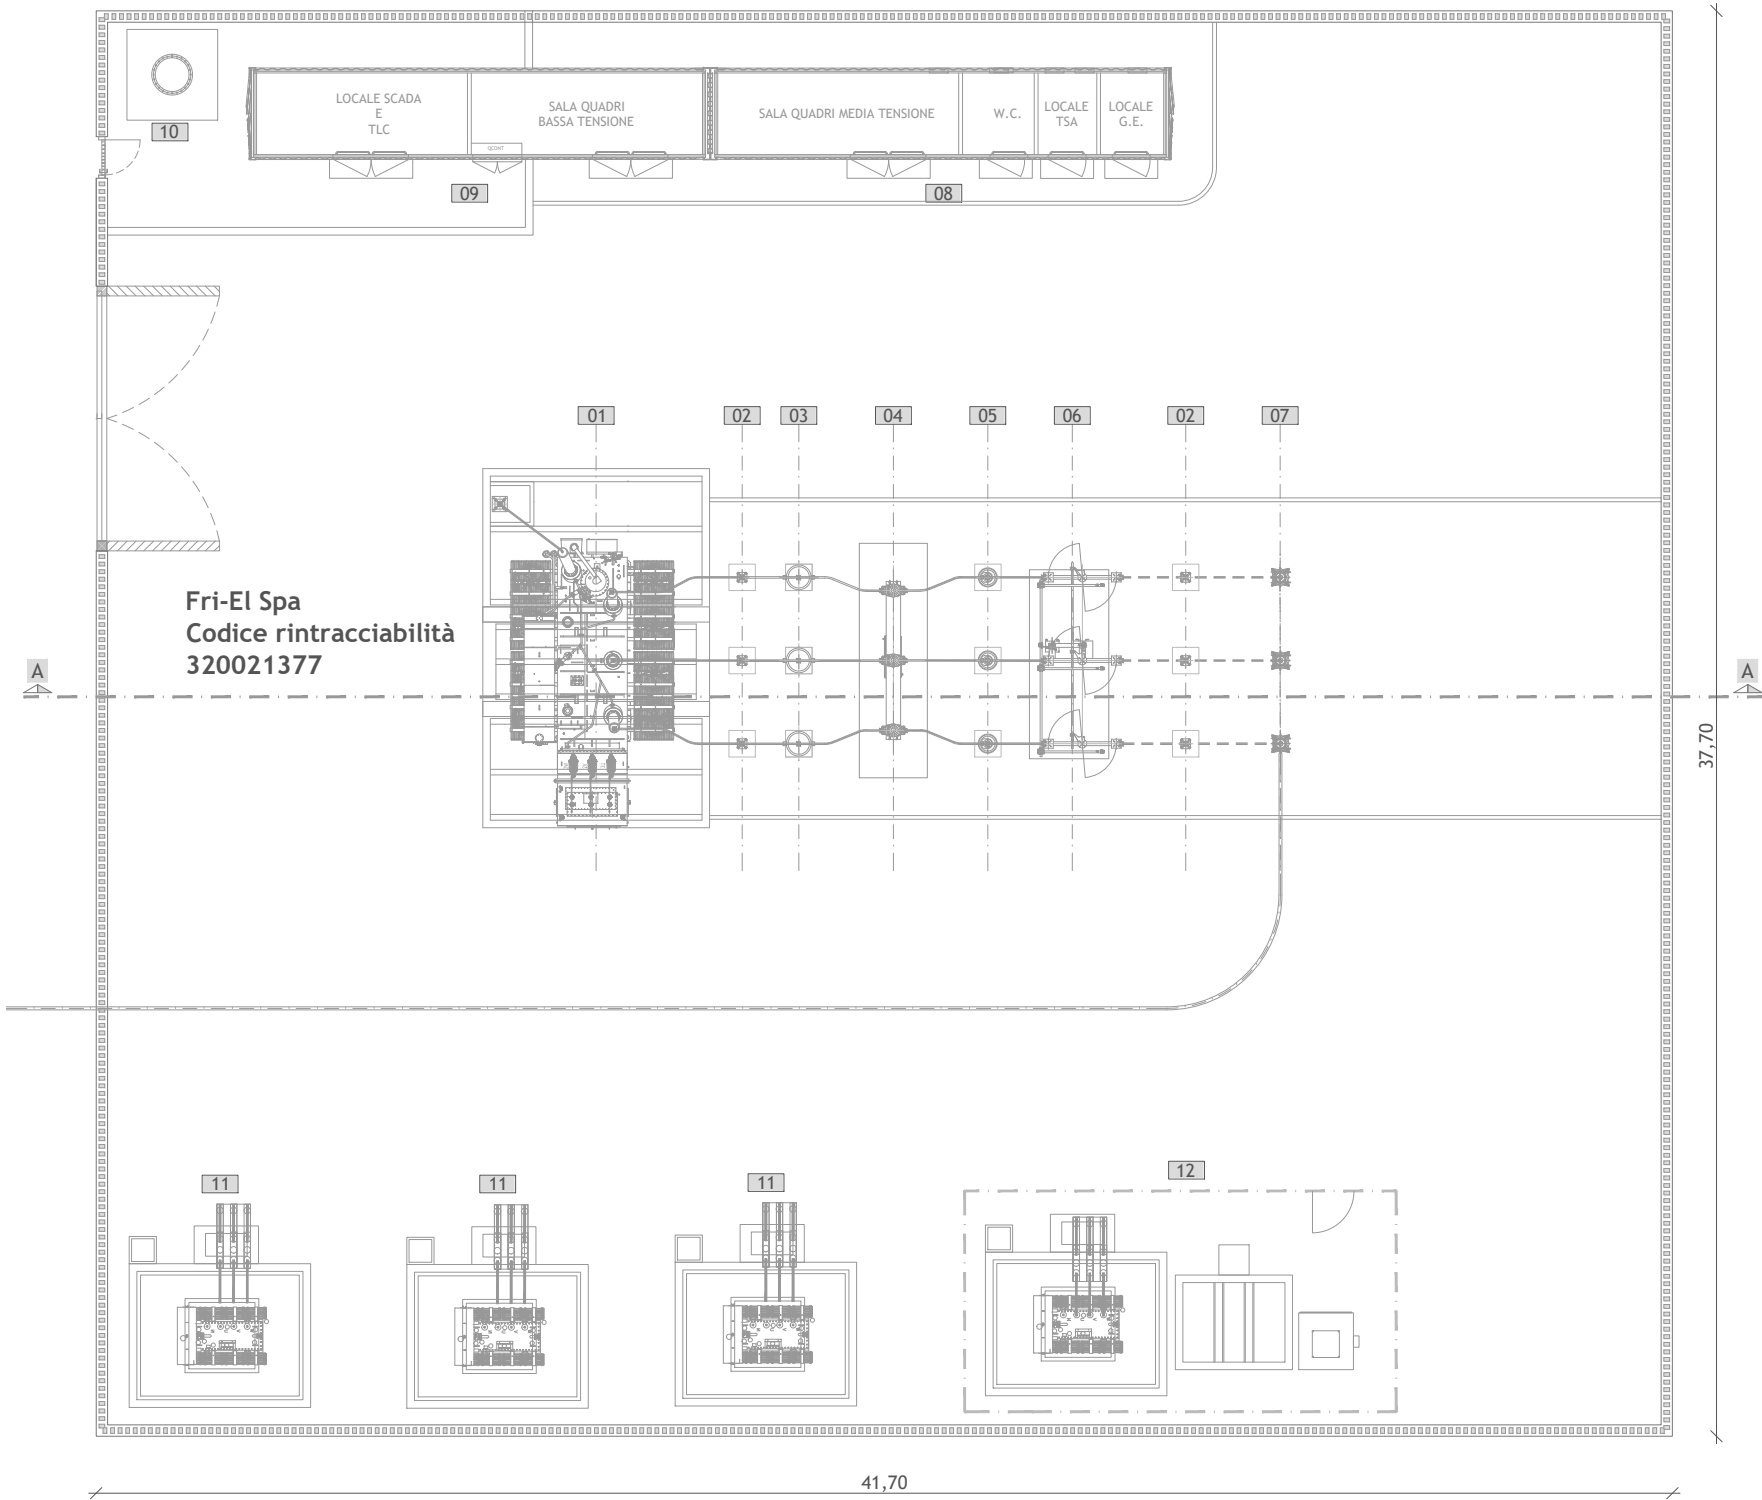 LOCALE SCADA
E
TLC
SALA QUADRI
BASSA TENSIONE
SALA QUADRI MEDIA TENSIONE
W.C.
LOCALE
TSA
LOCALE
G.E.
10
QCONT
09
08
01
02
03
04
05
06
02
07
Fri-El Spa
Codice rintracciabilità
320021377
A
A
37,70
11
11
11
12
41,70